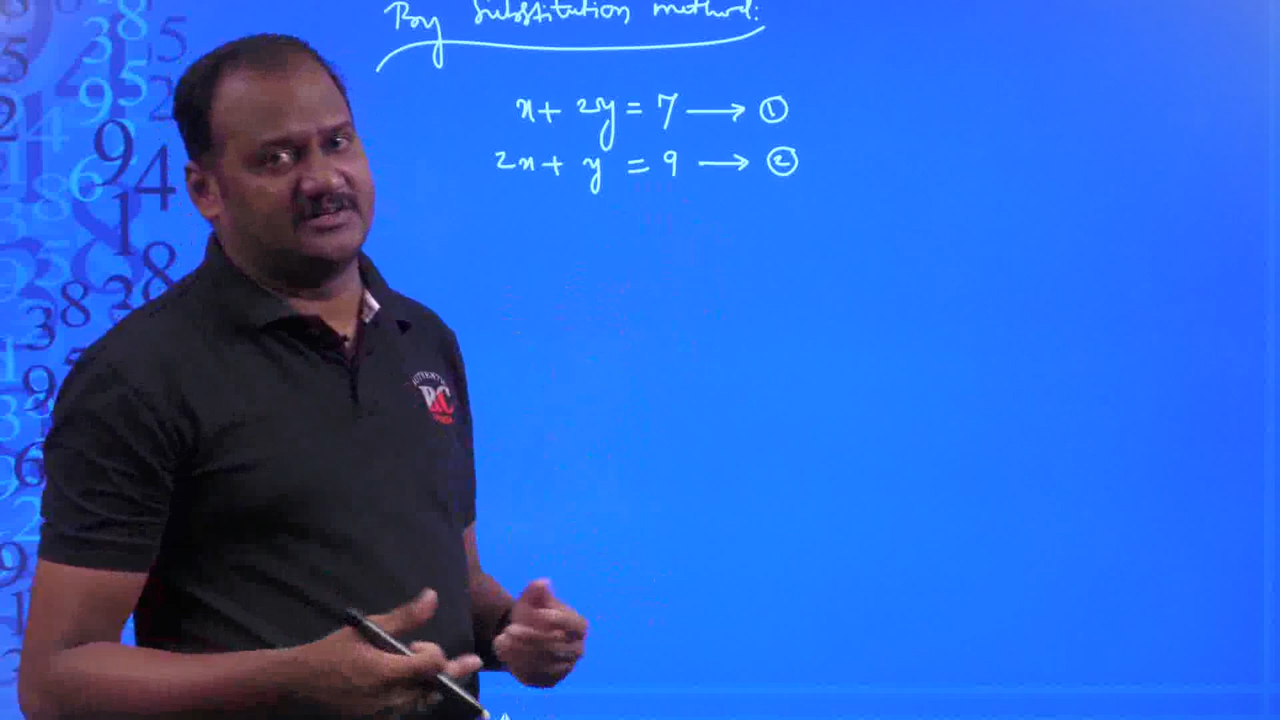 By Substitution method:
x + 2y = 7 → ①
2x + y = 9 → ②